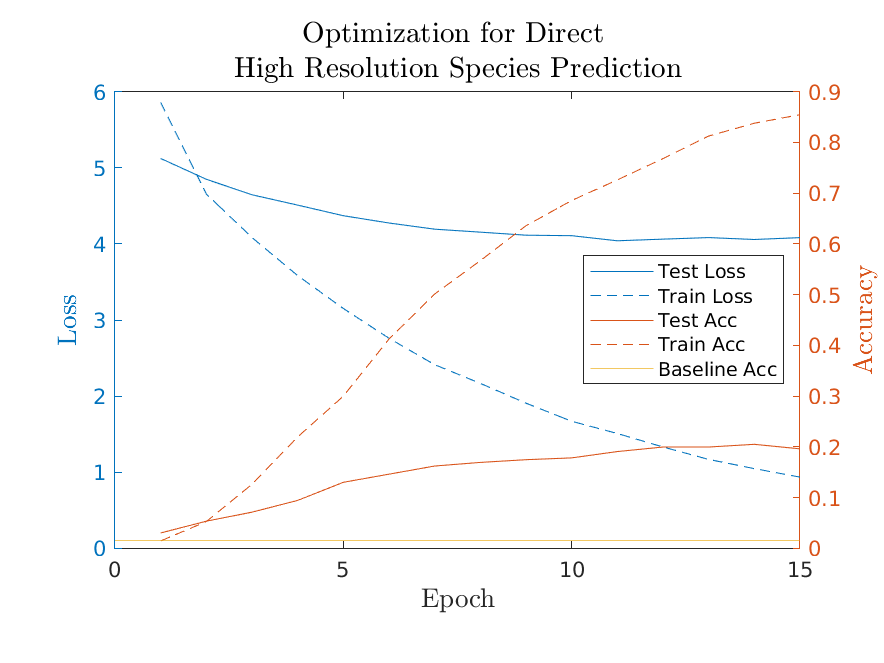 Optimization for Direct
High Resolution Species Prediction
6
5
4
3
2
1
0
Loss
0.9
0.8
0.7
0.6
0.5
0.4
0.3
0.2
0.1
0
Accuracy
Test Loss
Train Loss
Test Acc
Train Acc
Baseline Acc
0 5 10 15
Epoch